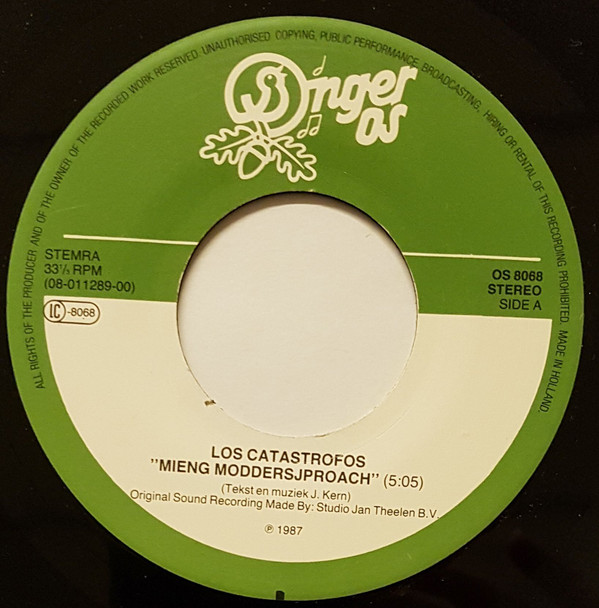 ALL RIGHTS OF THE PRODUCER AND OF THE OWNER OF THE RECORDED WORK RESERVED. UNAUTHORISED COPYING, PUBLIC PERFORMANCE, BROADCASTING, HIRING OR RENTAL OF THIS RECORDING PROHIBITED. MADE IN HOLLAND.
Onger
os
STEMRA
33⅓ RPM
(08-011289-00)
LC -8068
OS 8068
STEREO
SIDE A
LOS CATASTROFOS
"MIENG MODDERSJPROACH" (5:05)
(Tekst en muziek J. Kern)
Original Sound Recording Made By: Studio Jan Theelen B.V.
℗ 1987